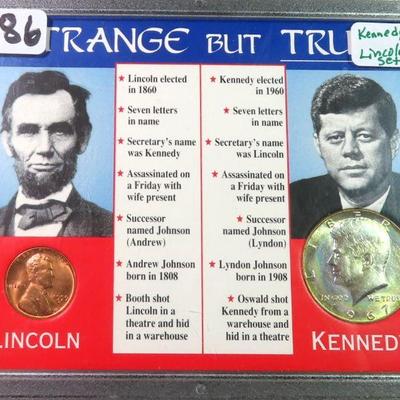 86
STRANGE BUT TRUE
Kennedy
Lincoln
Set
★ Lincoln elected
in 1860
★ Seven letters
in name
★ Secretary's name
was Kennedy
★ Assassinated on
a Friday with
wife present
★ Successor
named Johnson
(Andrew)
★ Andrew Johnson
born in 1808
★ Booth shot
Lincoln in a
theatre and hid
in a warehouse
★ Kennedy elected
in 1960
★ Seven letters
in name
★ Secretary's name
was Lincoln
★ Assassinated on
a Friday with
wife present
★ Successor
named Johnson
(Lyndon)
★ Lyndon Johnson
born in 1908
★ Oswald shot
Kennedy from a
warehouse and
hid in a theatre
LIBERTY
IN GOD WE TRUST
1967
LINCOLN
KENNEDY